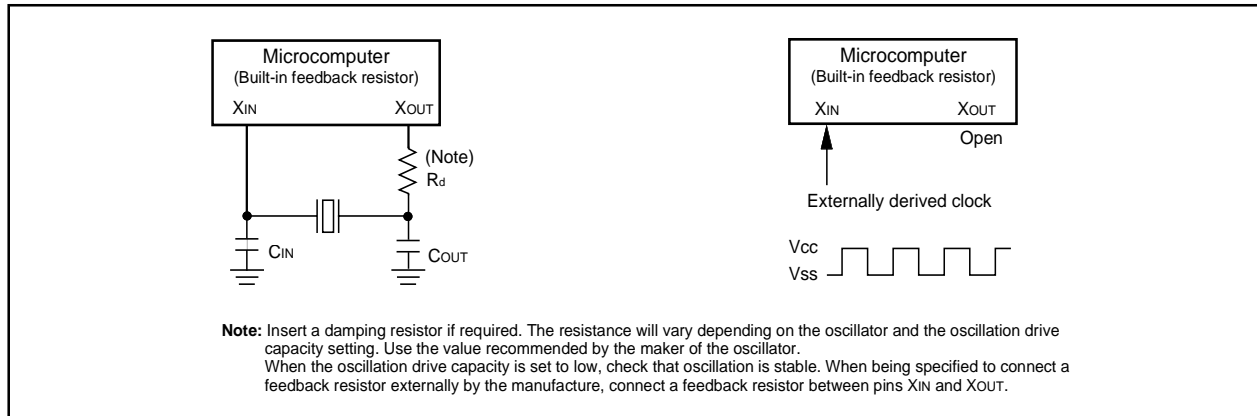 Microcomputer
(Built-in feedback resistor)
XIN XOUT
(Note)
Rd
CIN
COUT
Microcomputer
(Built-in feedback resistor)
XIN XOUT
Open
Externally derived clock
Vcc
Vss
Note: Insert a damping resistor if required. The resistance will vary depending on the oscillator and the oscillation drive
capacity setting. Use the value recommended by the maker of the oscillator.
When the oscillation drive capacity is set to low, check that oscillation is stable. When being specified to connect a
feedback resistor externally by the manufacture, connect a feedback resistor between pins XIN and XOUT.